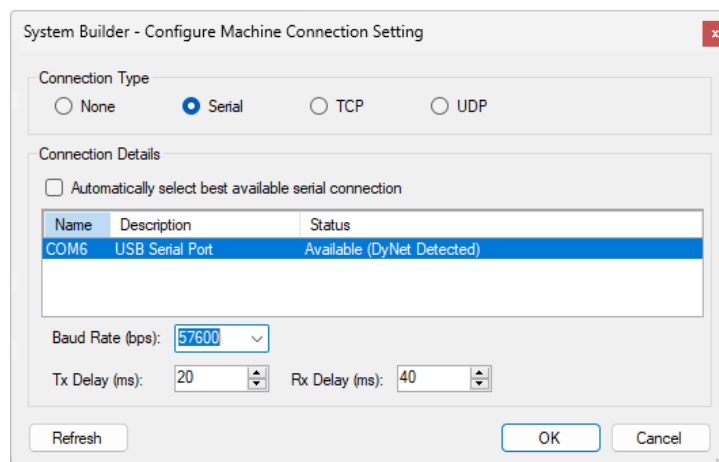 System Builder - Configure Machine Connection Setting
x
Connection Type
None Serial TCP UDP
Connection Details
Automatically select best available serial connection
Name Description Status
COM6 USB Serial Port Available (DyNet Detected)
Baud Rate (bps): 57600
Tx Delay (ms): 20 Rx Delay (ms): 40
Refresh OK Cancel